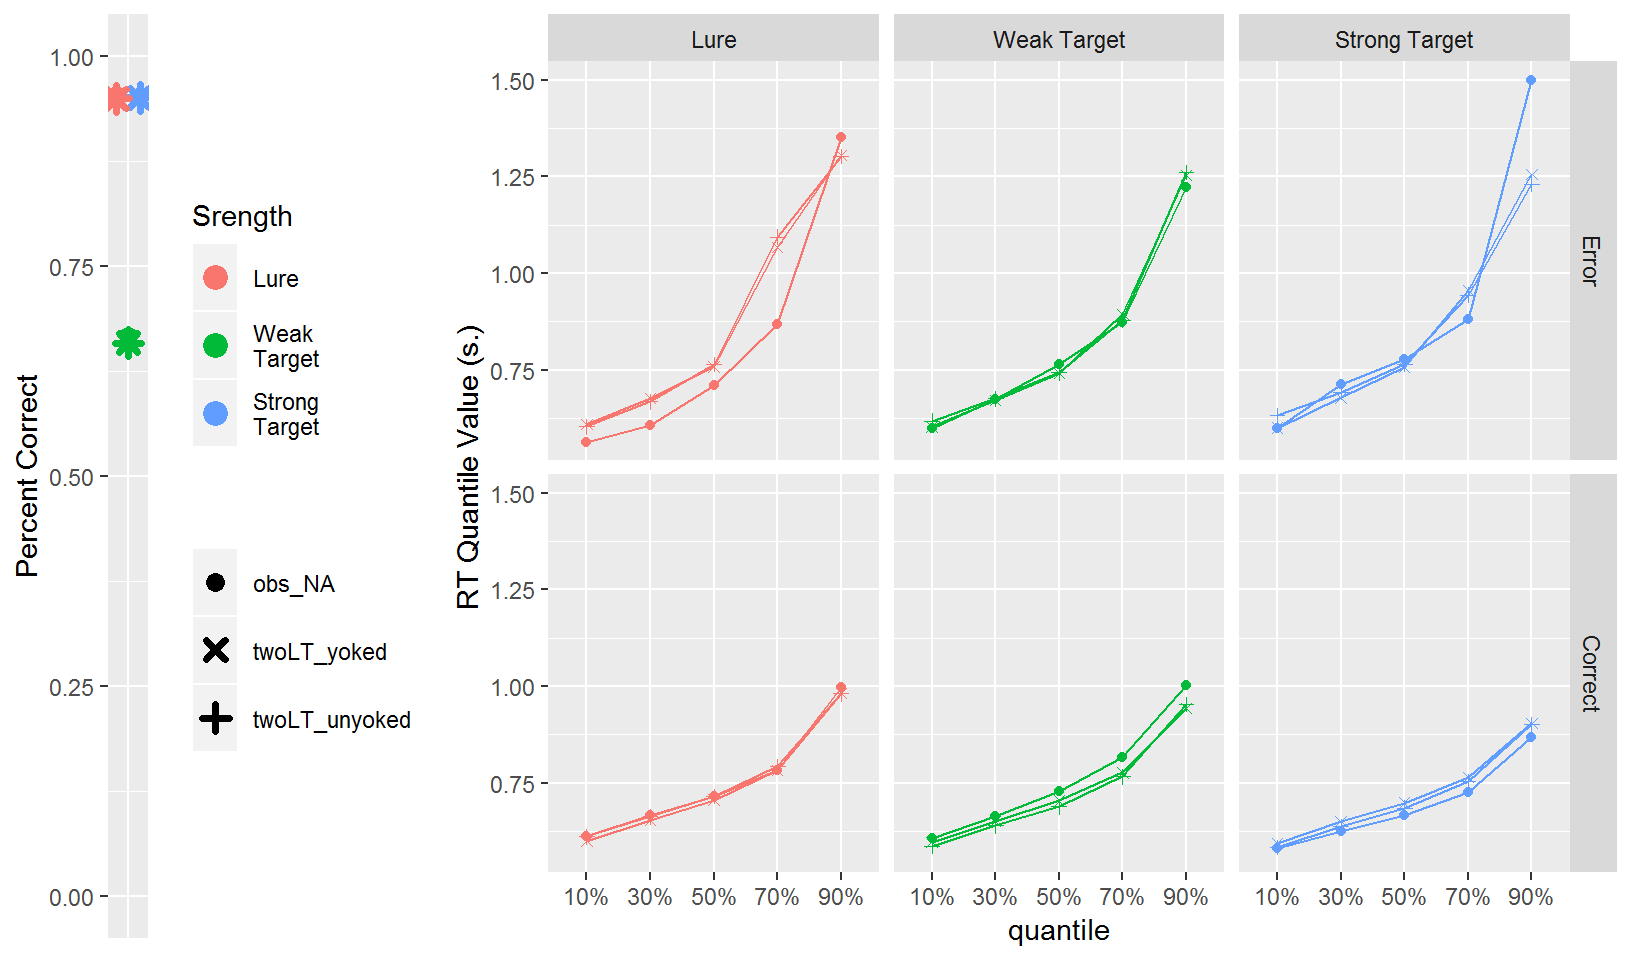 Percent Correct
1.00
0.75
0.50
0.25
0.00
Srength
Lure
Weak
Target
Strong
Target
obs_NA
twoLT_yoked
twoLT_unyoked
RT Quantile Value (s.)
Lure
Weak Target
Strong Target
1.50
1.25
1.00
0.75
Error
1.50
1.25
1.00
0.75
Correct
10% 30% 50% 70% 90%
10% 30% 50% 70% 90%
10% 30% 50% 70% 90%
quantile